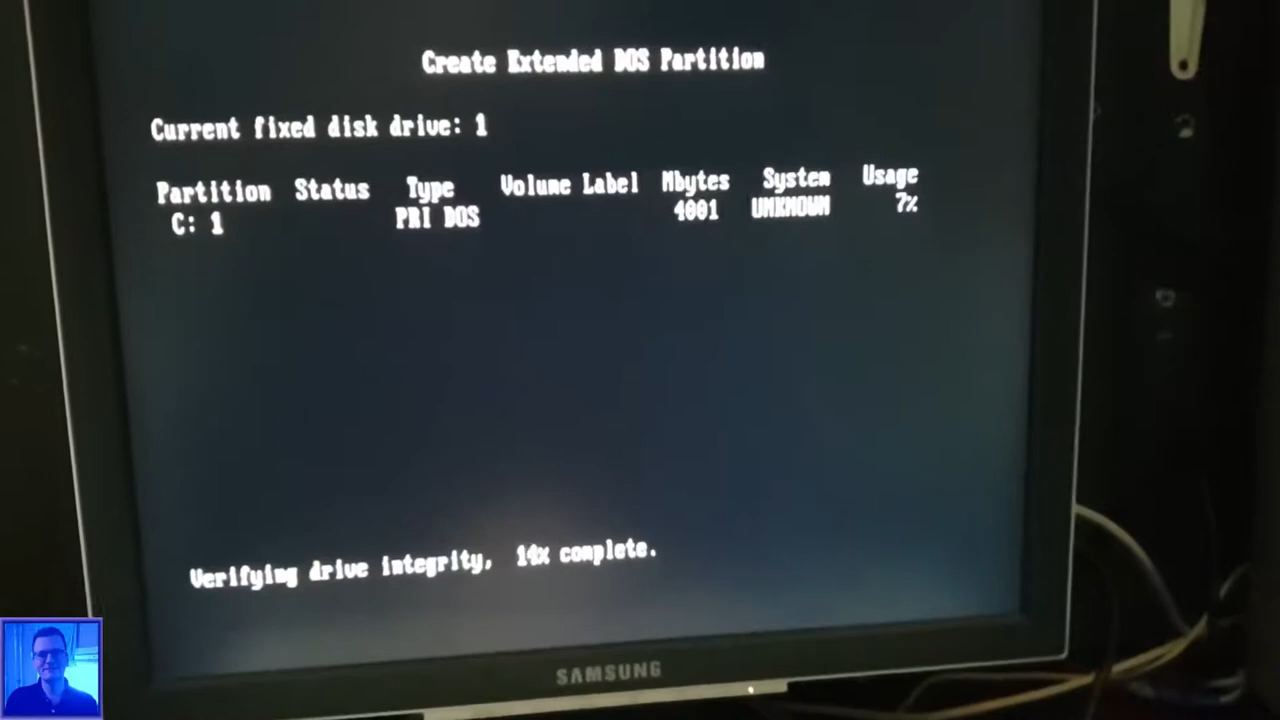 Create Extended DOS Partition
Current fixed disk drive: 1
Partition Status Type Volume Label Mbytes System Usage
C: 1 PRI DOS 4001 UNKNOWN 7%
Verifying drive integrity, 14% complete.
SAMSUNG